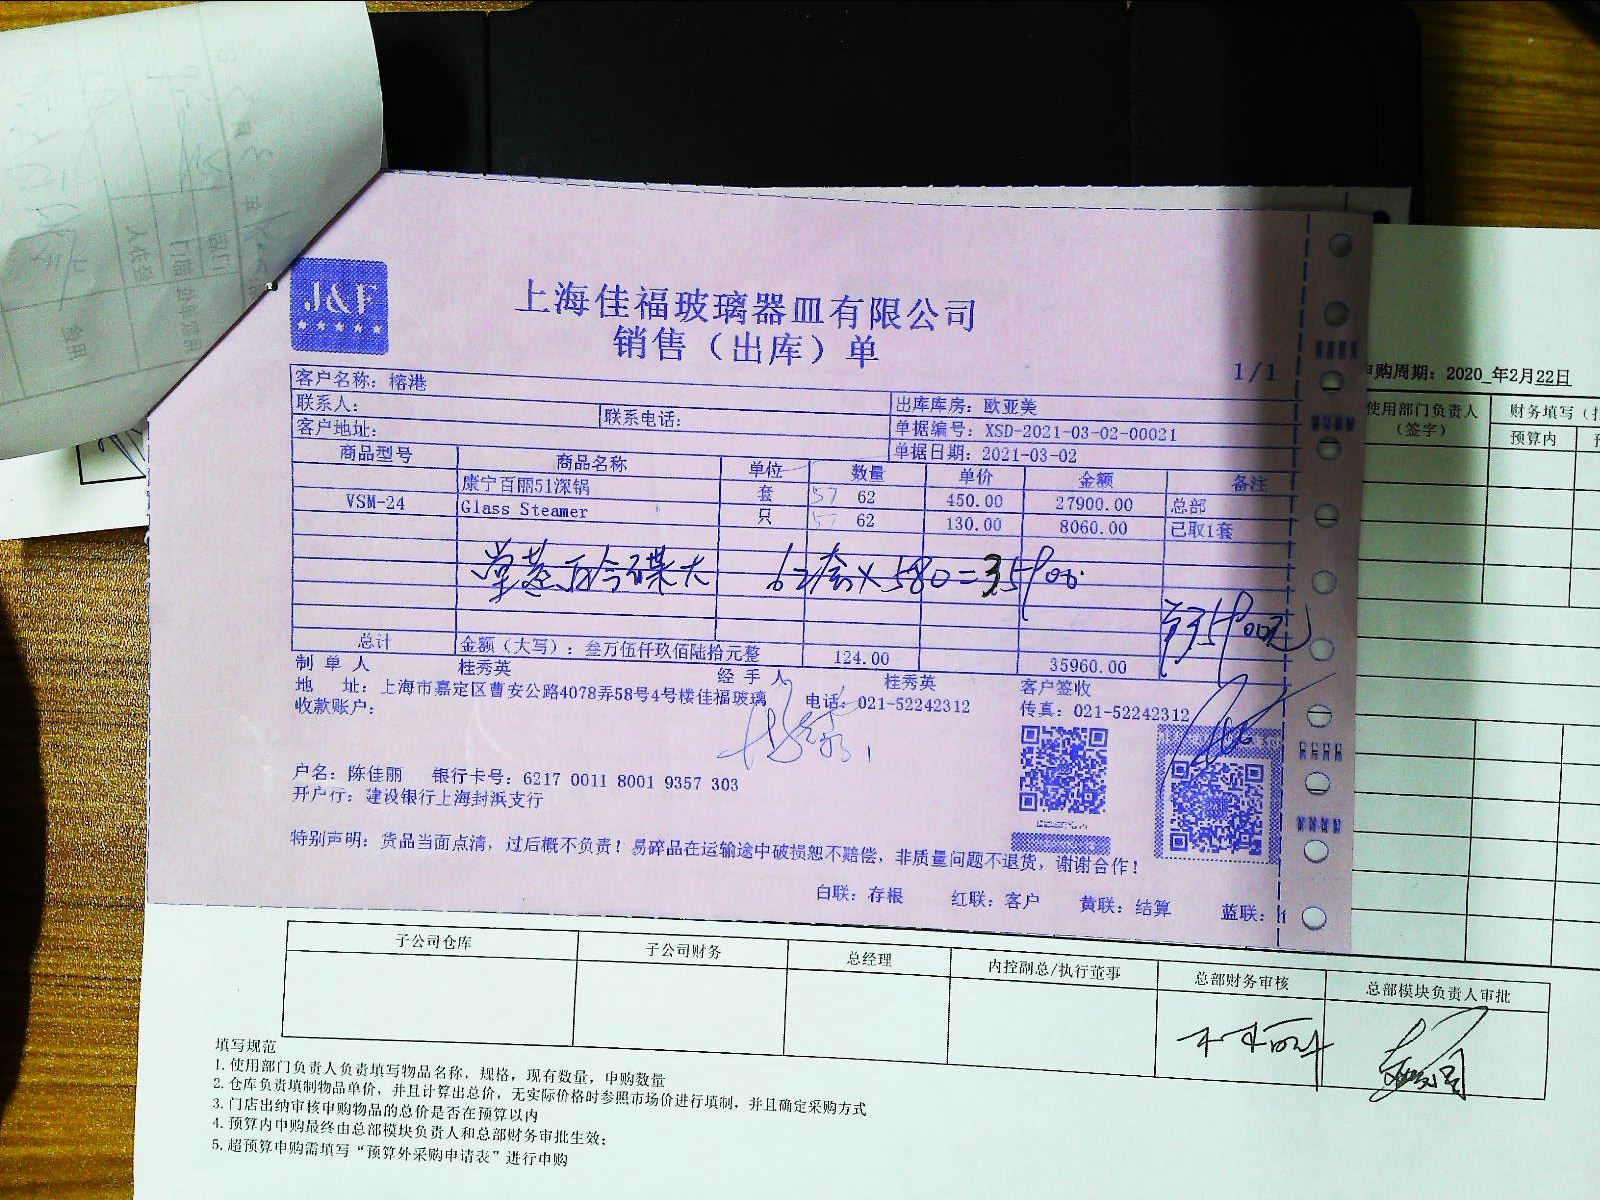 J&F
上海佳福玻璃器皿有限公司
销售（出库）单
1/1
客户名称：榕港
联系人： 联系电话： 出库库房：欧亚美
客户地址： 单据编号：XSD-2021-03-02-00021
单据日期：2021-03-02
商品型号 商品名称 单位 数量 单价 金额 备注
康宁百丽51深锅 套 57 62 450.00 27900.00 总部
VSM-24 Glass Steamer 只 57 62 130.00 8060.00 已取1套
62套×580=35900.
总计 金额（大写）：叁万伍仟玖佰陆拾元整 124.00 35960.00
制单人 桂秀英 经手人 桂秀英 客户签收
地 址：上海市嘉定区曹安公路4078弄58号4号楼佳福玻璃 电话：021-52242312 传真：021-52242312
收款账户：
户名：陈佳丽 银行卡号：6217 0011 8001 9357 303
开户行：建设银行上海封浜支行
特别声明：货品当面点清，过后概不负责！易碎品在运输途中破损恕不赔偿，非质量问题不退货，谢谢合作！
白联：存根 红联：客户 黄联：结算 蓝联：
申购周期：2020_年2月22日
使用部门负责人（签字） 财务填写
预算内
子公司仓库 子公司财务 总经理 内控副总/执行董事 总部财务审核 总部模块负责人审批
填写规范
1. 使用部门负责人负责填写物品名称，规格，现有数量，申购数量
2. 仓库负责填制物品单价，并且计算出总价，无实际价格时参照市场价进行填制，并且确定采购方式
3. 门店出纳审核申购物品的总价是否在预算以内
4. 预算内申购最终由总部模块负责人和总部财务审批生效；
5. 超预算申购需填写“预算外采购申请表”进行申购